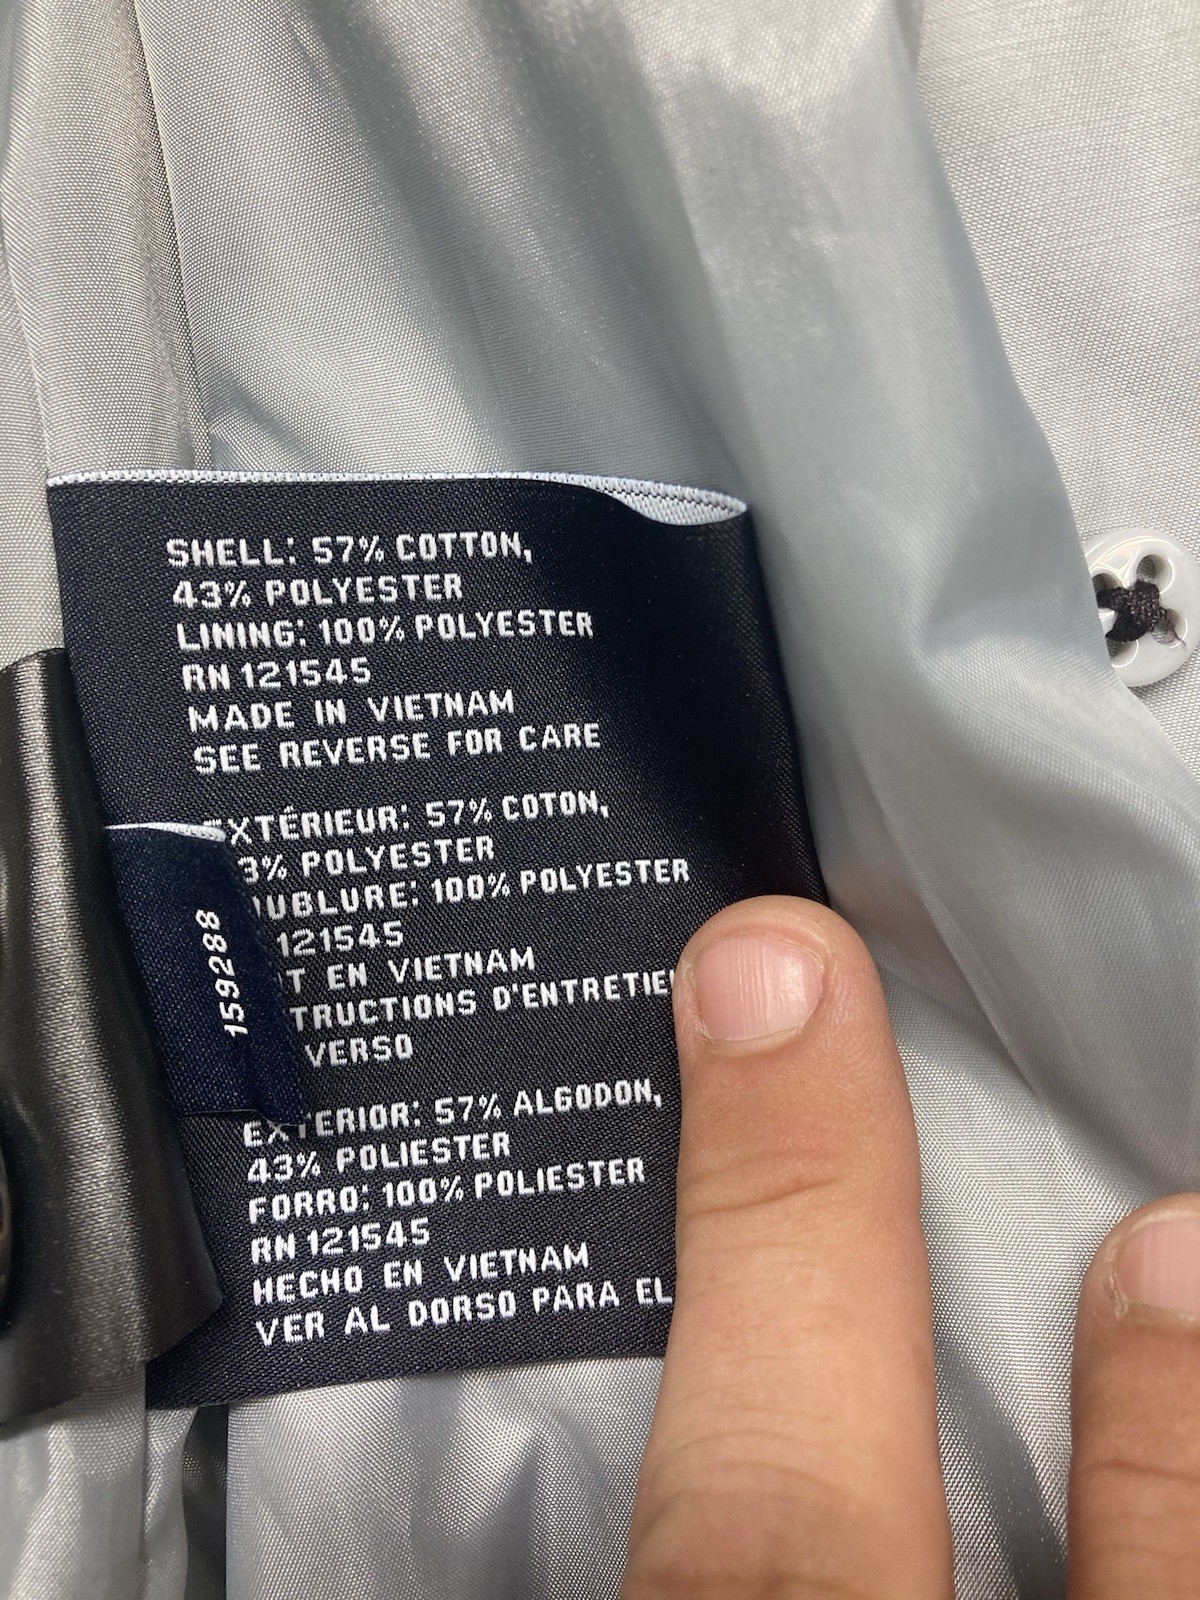 SHELL: 57% COTTON,
43% POLYESTER
LINING: 100% POLYESTER
RN 121545
MADE IN VIETNAM
SEE REVERSE FOR CARE
EXTÉRIEUR: 57% COTON,
3% POLYESTER
UBLURE: 100% POLYESTER
121545
T EN VIETNAM
TRUCTIONS D'ENTRETIE
VERSO
EXTERIOR: 57% ALGODON,
43% POLIESTER
FORRO: 100% POLIESTER
RN 121545
HECHO EN VIETNAM
VER AL DORSO PARA EL
159288